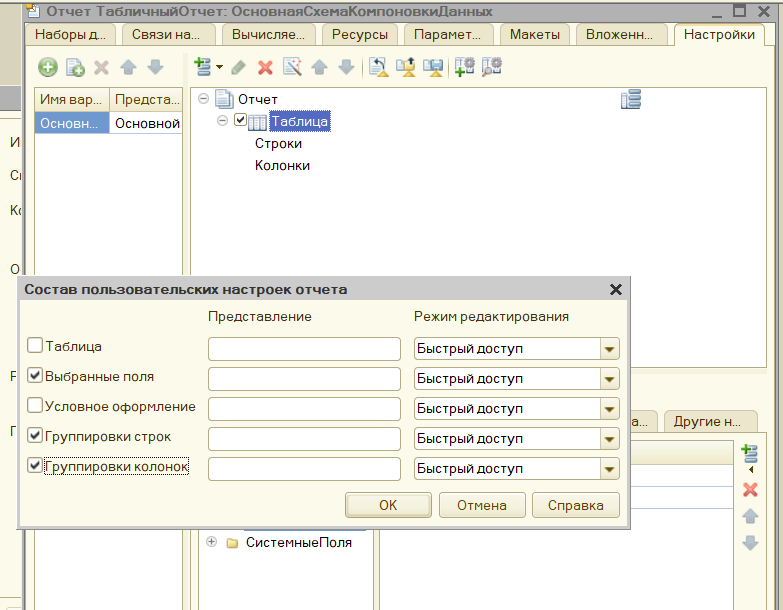 Отчет ТабличныйОтчет: ОсновнаяСхемаКомпоновкиДанных
Наборы д... Связи на... Вычисляе... Ресурсы Парамет... Макеты Вложенн... Настройки
Имя вар... Предста...
Основн... Основной
Отчет
Таблица
Строки
Колонки
Состав пользовательских настроек отчета
Представление Режим редактирования
Таблица Быстрый доступ
Выбранные поля Быстрый доступ
Условное оформление Быстрый доступ
Группировки строк Быстрый доступ
Группировки колонок Быстрый доступ
OK Отмена Справка
а... Другие н...
СистемныеПоля